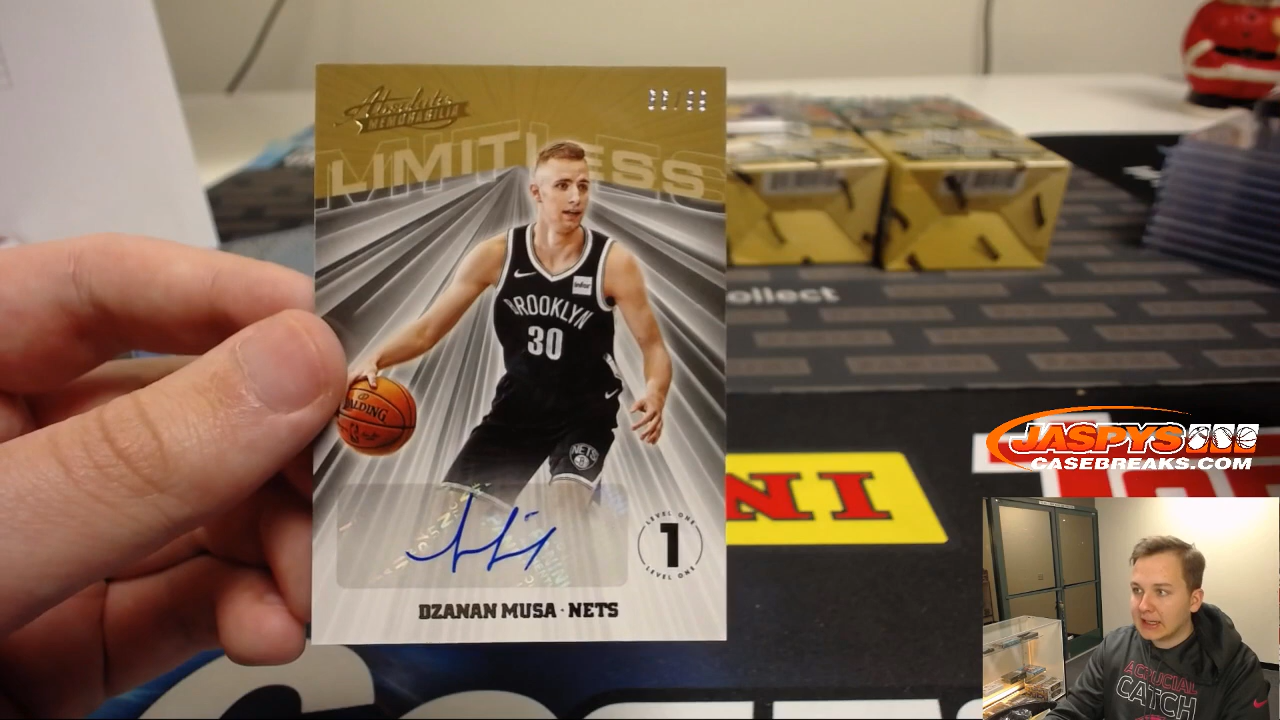 Absolute
MEMORABILIA
LIMITLESS
BROOKLYN
30
SPALDING
NETS
LEVEL ONE
1
LEVEL ONE
DZANAN MUSA · NETS
ollect
NI
JASPYS
CASEBREAKS.COM
CATCH